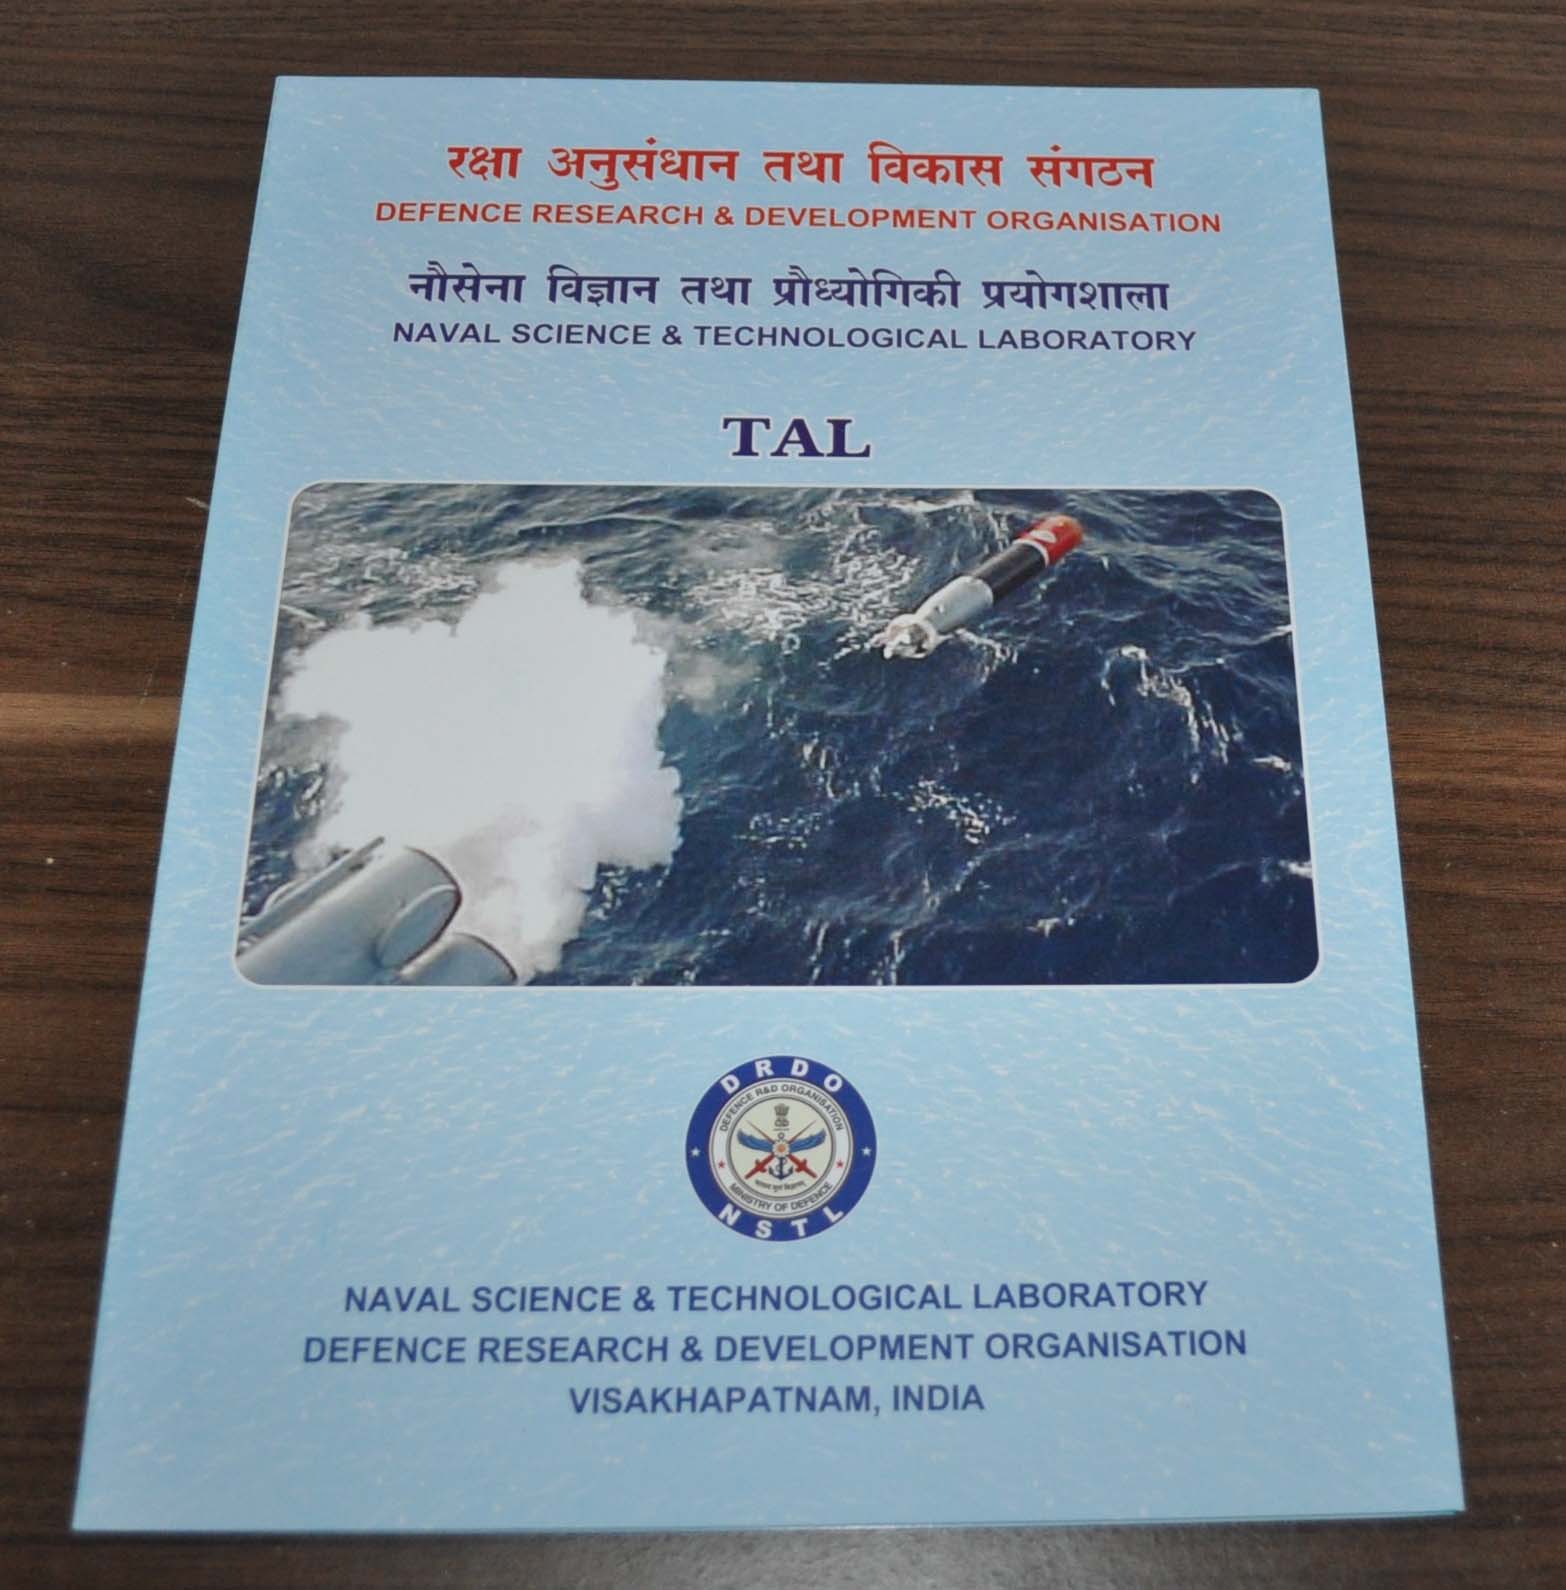 रक्षा अनुसंधान तथा विकास संगठन
DEFENCE RESEARCH & DEVELOPMENT ORGANISATION
नौसेना विज्ञान तथा प्रौध्योगिकी प्रयोगशाला
NAVAL SCIENCE & TECHNOLOGICAL LABORATORY
TAL
DRDO
DEFENCE R&D ORGANISATION
MINISTRY OF DEFENCE
NSTL
NAVAL SCIENCE & TECHNOLOGICAL LABORATORY
DEFENCE RESEARCH & DEVELOPMENT ORGANISATION
VISAKHAPATNAM, INDIA